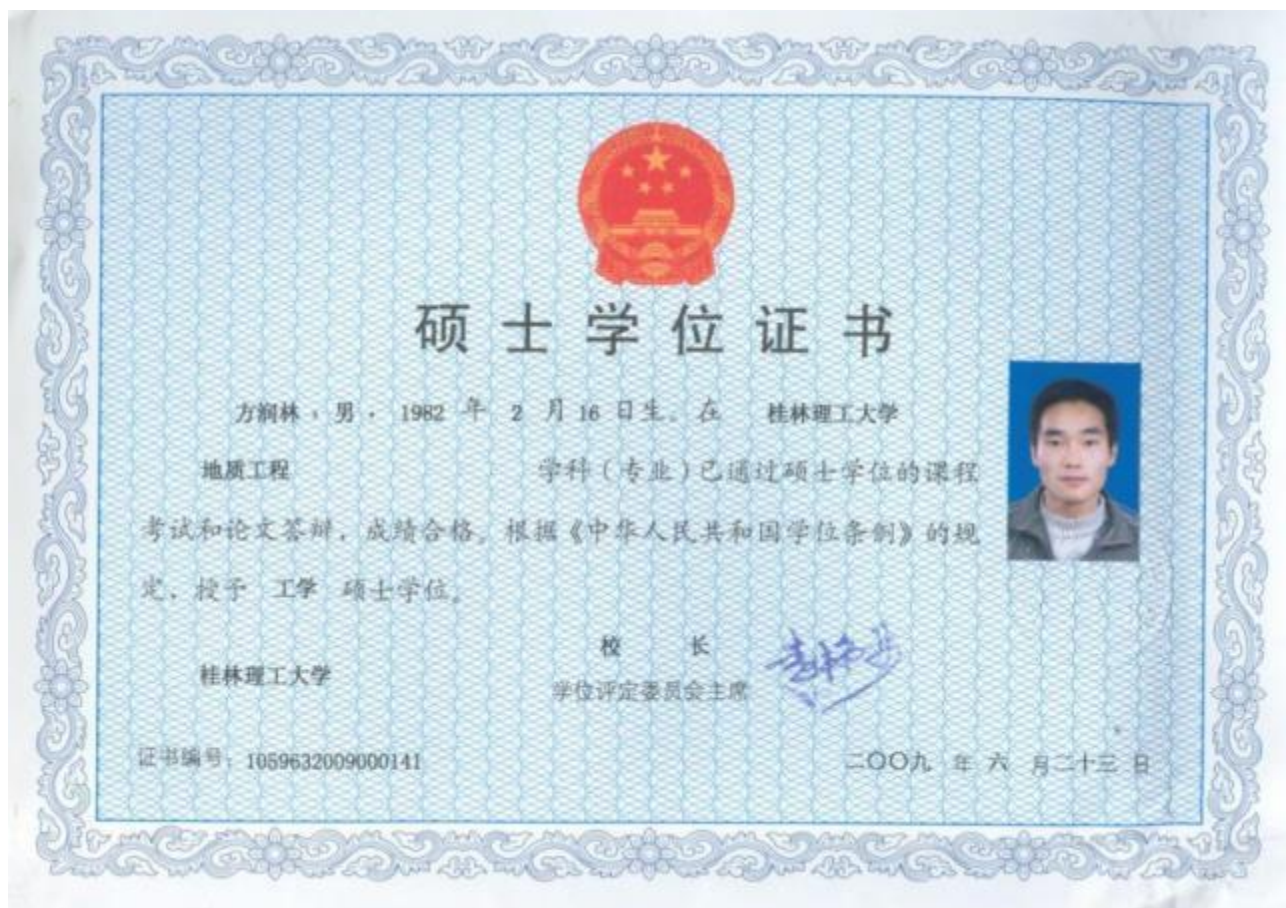 硕士学位证书
方润林，男，1982 年 2 月 16 日生。在 桂林理工大学
地质工程 学科（专业）已通过硕士学位的课程
考试和论文答辩，成绩合格。根据《中华人民共和国学位条例》的规
定，授予 工学 硕士学位。
桂林理工大学
校 长
学位评定委员会主席
证书编号：1059632009000141
二〇〇九 年 六 月二十三 日